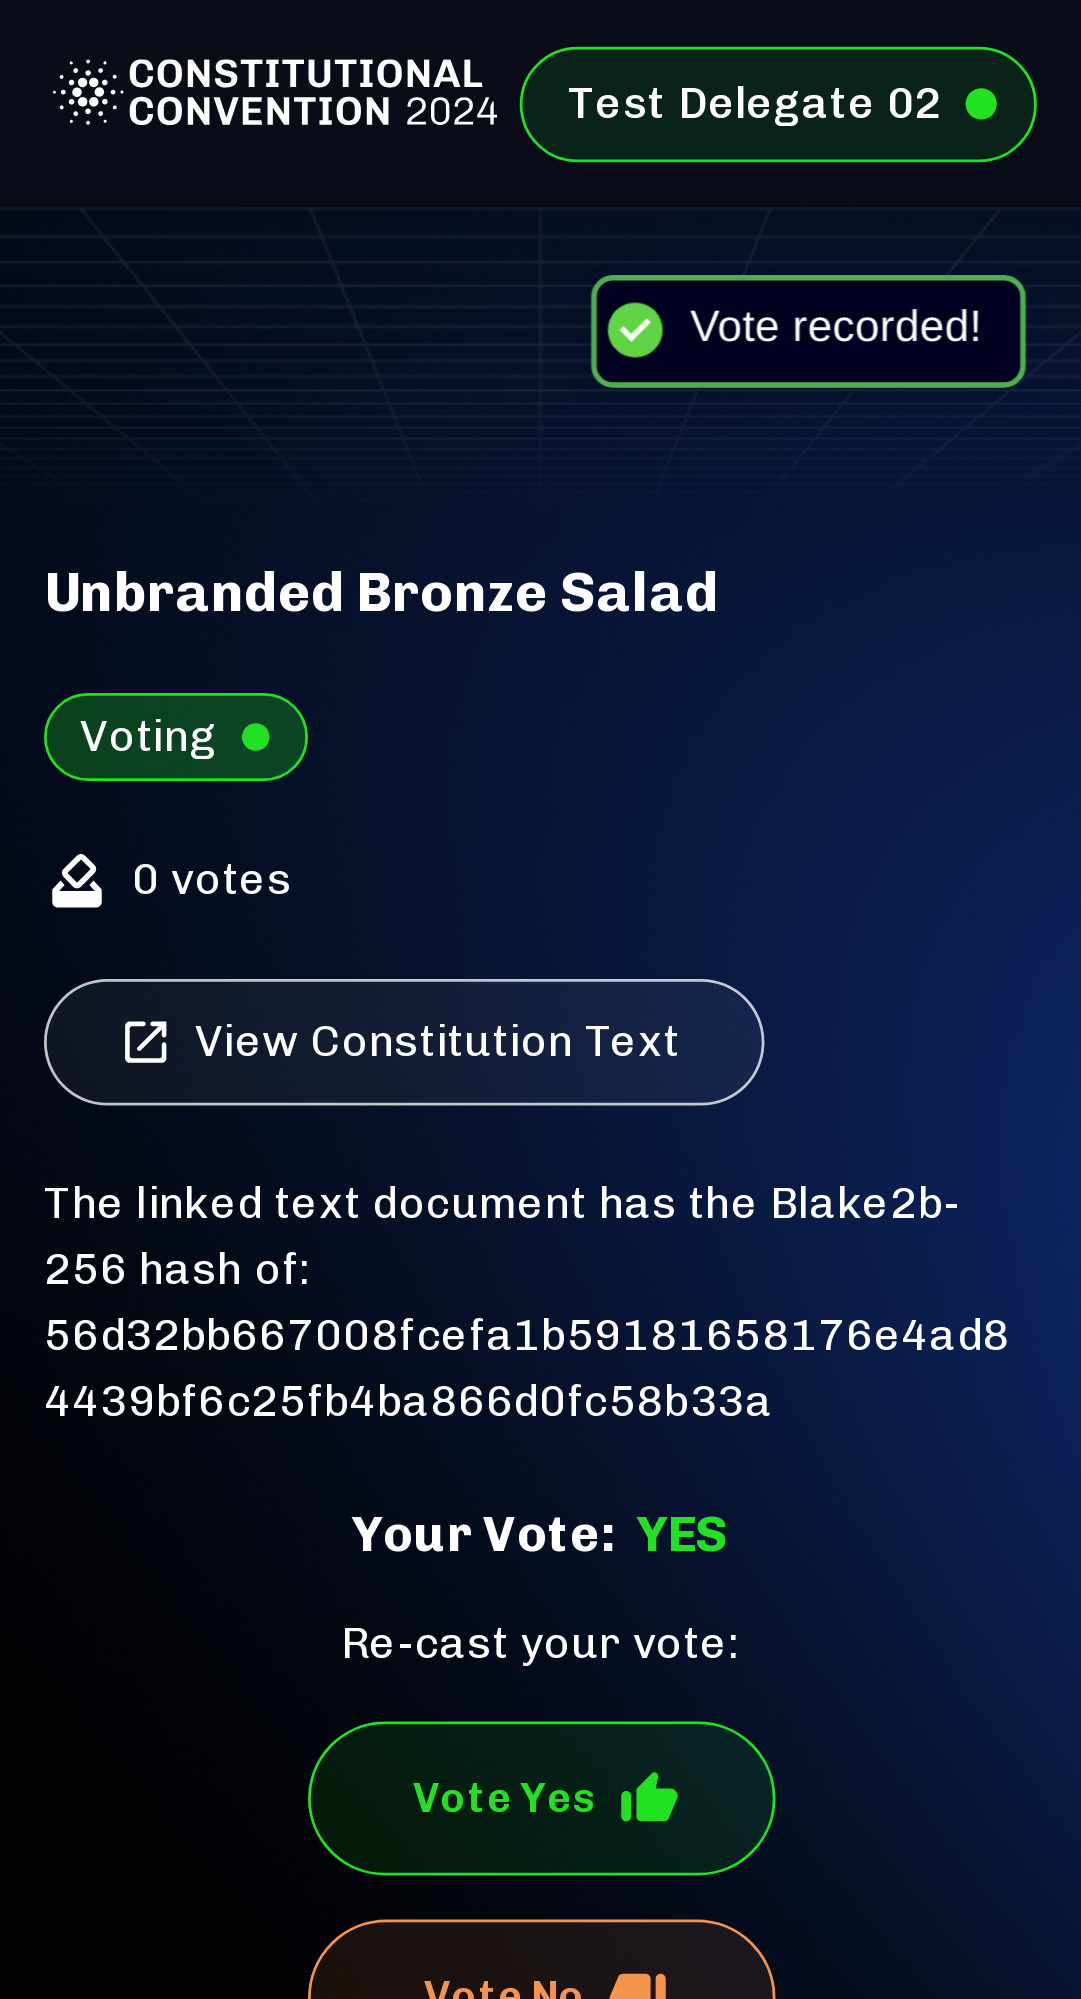 CONSTITUTIONAL
CONVENTION 2024
Test Delegate 02
Vote recorded!
Unbranded Bronze Salad
Voting
0 votes
View Constitution Text
The linked text document has the Blake2b-
256 hash of:
56d32bb667008fcefa1b59181658176e4ad8
4439bf6c25fb4ba866d0fc58b33a
Your Vote: YES
Re-cast your vote:
Vote Yes
Vote No